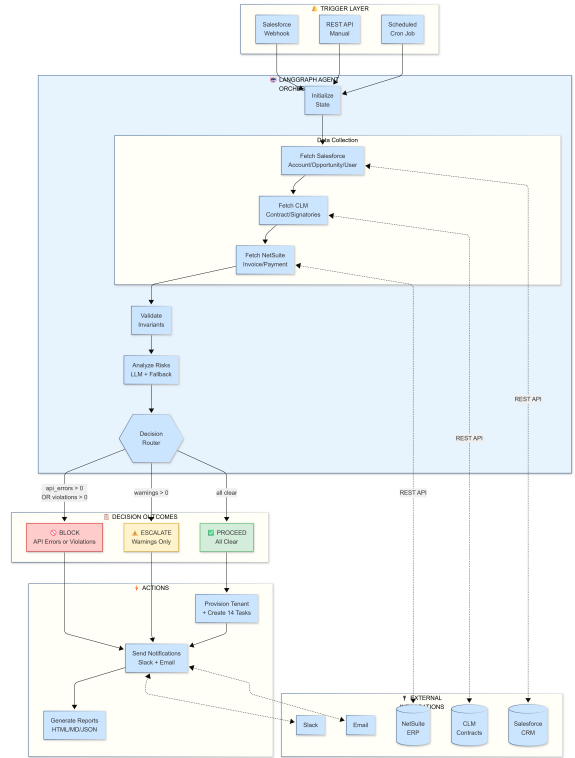 ⚠️ TRIGGER LAYER
Salesforce
Webhook
REST API
Manual
Scheduled
Cron Job
LANGGRAPH AGENT
Initialize
State
Data Collection
Fetch Salesforce
Account/Opportunity/User
Fetch CLM
Contract/Signatories
Fetch NetSuite
Invoice/Payment
Validate
Invariants
Analyze Risks
LLM + Fallback
Decision
Router
REST API
REST API
REST API
api_errors > 0
OR violations > 0
warnings > 0
all clear
DECISION OUTCOMES
🚫 BLOCK
API Errors or Violations
⚠️ ESCALATE
Warnings Only
✅ PROCEED
All Clear
⚡ ACTIONS
Provision Tenant
+ Create 14 Tasks
Send Notifications
Slack + Email
Generate Reports
HTML/MD/JSON
EXTERNAL
Slack
Email
NetSuite
ERP
CLM
Contracts
Salesforce
CRM